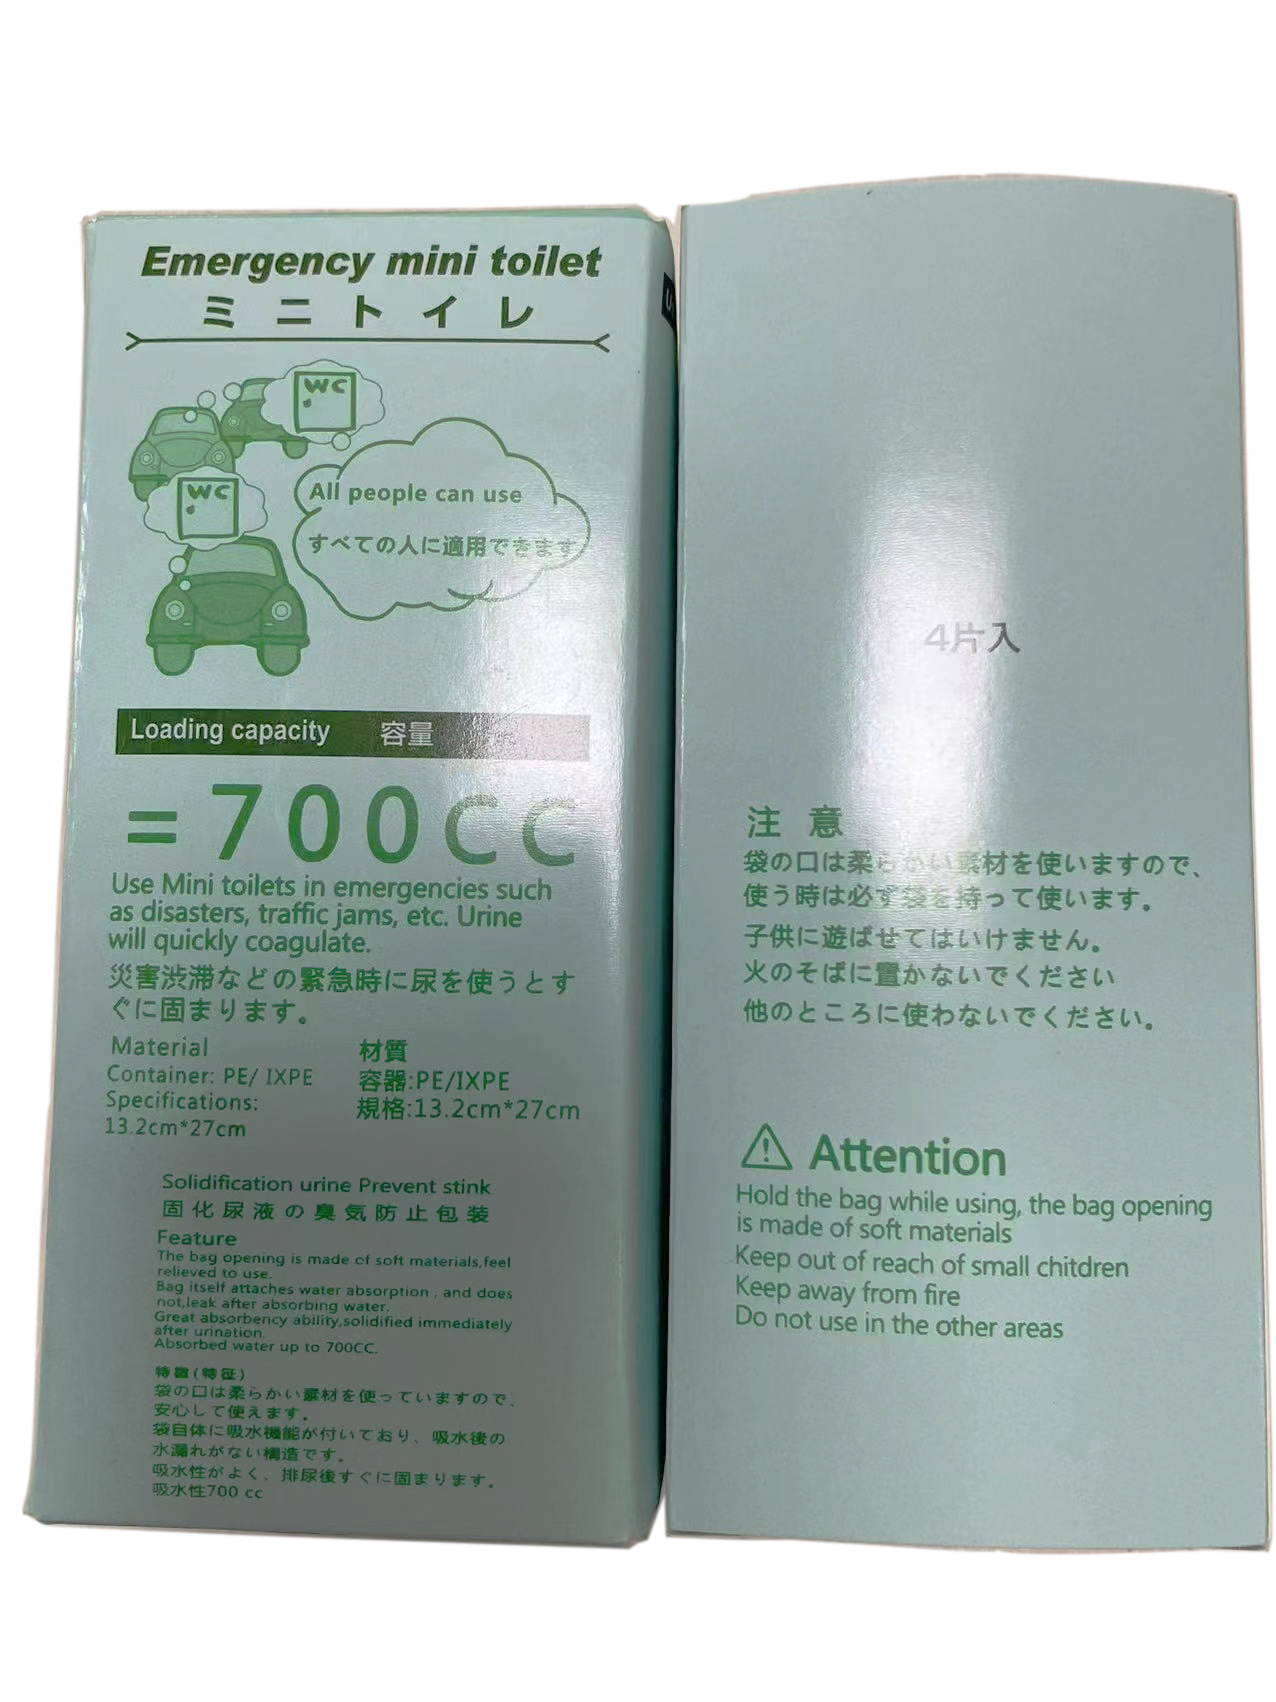 Emergency mini toilet
ミニトイレ
WC
WC
All people can use
すべての人に適用できます
Loading capacity 容量
=700CC
Use Mini toilets in emergencies such
as disasters, traffic jams, etc. Urine
will quickly coagulate.
災害渋滞などの緊急時に尿を使うとす
ぐに固まります。
Material
Container: PE/ IXPE
Specifications:
13.2cm*27cm
材質
容器:PE/IXPE
規格:13.2cm*27cm
Solidification urine Prevent stink
固化尿液の臭気防止包装
Feature
The bag opening is made of soft materials,feel
relieved to use.
Bag itself attaches water absorption , and does
not,leak after absorbing water.
Great absorbency ability,solidified immediately
after urination.
Absorbed water up to 700CC.
特徴(特征)
袋の口は柔らかい素材を使っていますので、
安心して使えます。
袋自体に吸水機能が付いており、吸水後の
水漏れがない構造です。
吸水性がよく、排尿後すぐに固まります。
吸水性700 cc
4片入
注意
袋の口は柔らかい素材を使いますので、
使う時は必ず袋を持って使います。
子供に遊ばせてはいけません。
火のそばに置かないでください
他のところに使わないでください。
Attention
Hold the bag while using, the bag opening
is made of soft materials
Keep out of reach of small chitdren
Keep away from fire
Do not use in the other areas